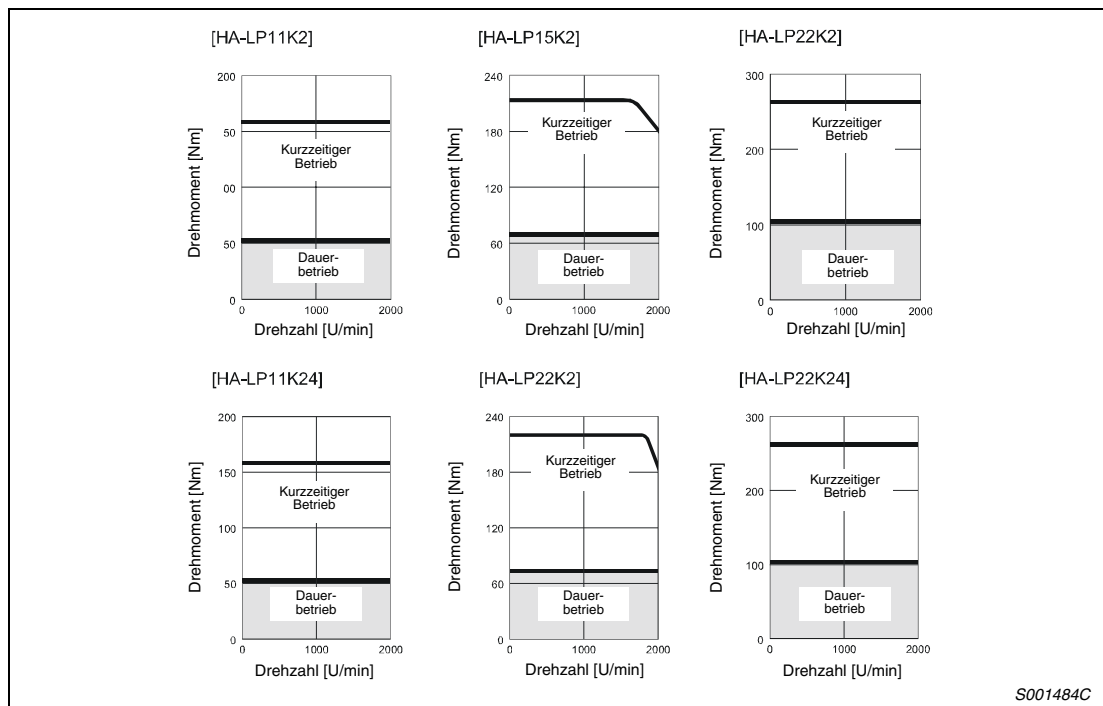 [HA-LP11K2]
200
50
00
50
0
Drehmoment [Nm]
Kurzzeitiger
Betrieb
Dauer-
betrieb
0 1000 2000
Drehzahl [U/min]
[HA-LP15K2]
240
180
120
60
0
Drehmoment [Nm]
Kurzzeitiger
Betrieb
Dauer-
betrieb
0 1000 2000
Drehzahl [U/min]
[HA-LP22K2]
300
200
100
0
Drehmoment [Nm]
Kurzzeitiger
Betrieb
Dauer-
betrieb
0 1000 2000
Drehzahl [U/min]
[HA-LP11K24]
200
150
100
50
0
Drehmoment [Nm]
Kurzzeitiger
Betrieb
Dauer-
betrieb
0 1000 2000
Drehzahl [U/min]
[HA-LP22K2]
240
180
120
60
0
Drehmoment [Nm]
Kurzzeitiger
Betrieb
Dauer-
betrieb
0 1000 2000
Drehzahl [U/min]
[HA-LP22K24]
300
200
100
0
Drehmoment [Nm]
Kurzzeitiger
Betrieb
Dauer-
betrieb
0 1000 2000
Drehzahl [U/min]
S001484C